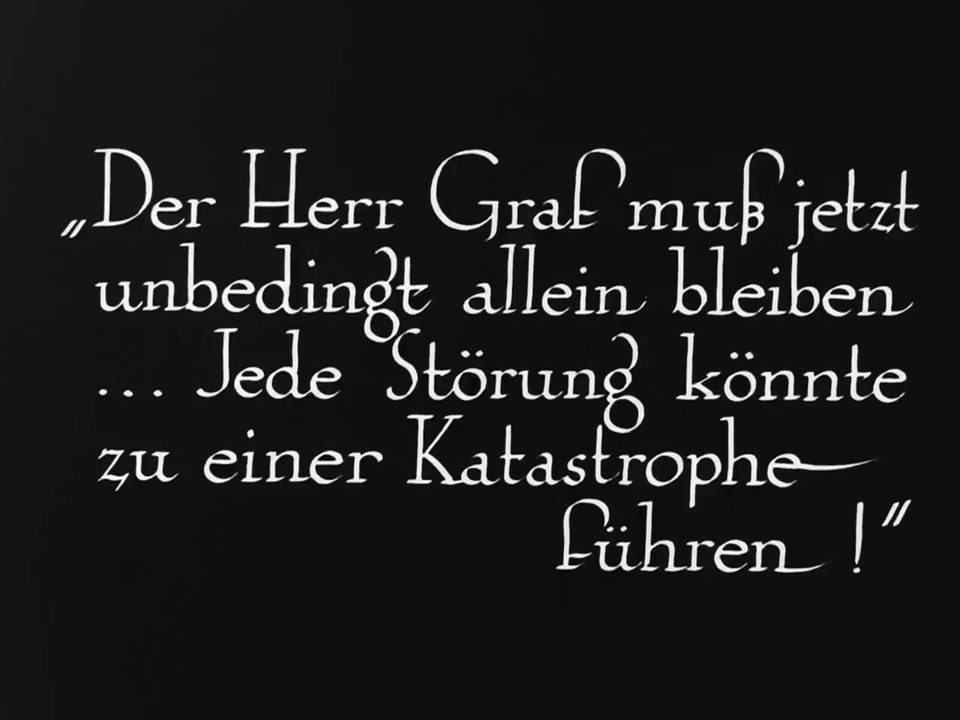 „Der Herr Graf muß jetzt
unbedingt allein bleiben
... Jede Störung könnte
zu einer Katastrophe
führen !“